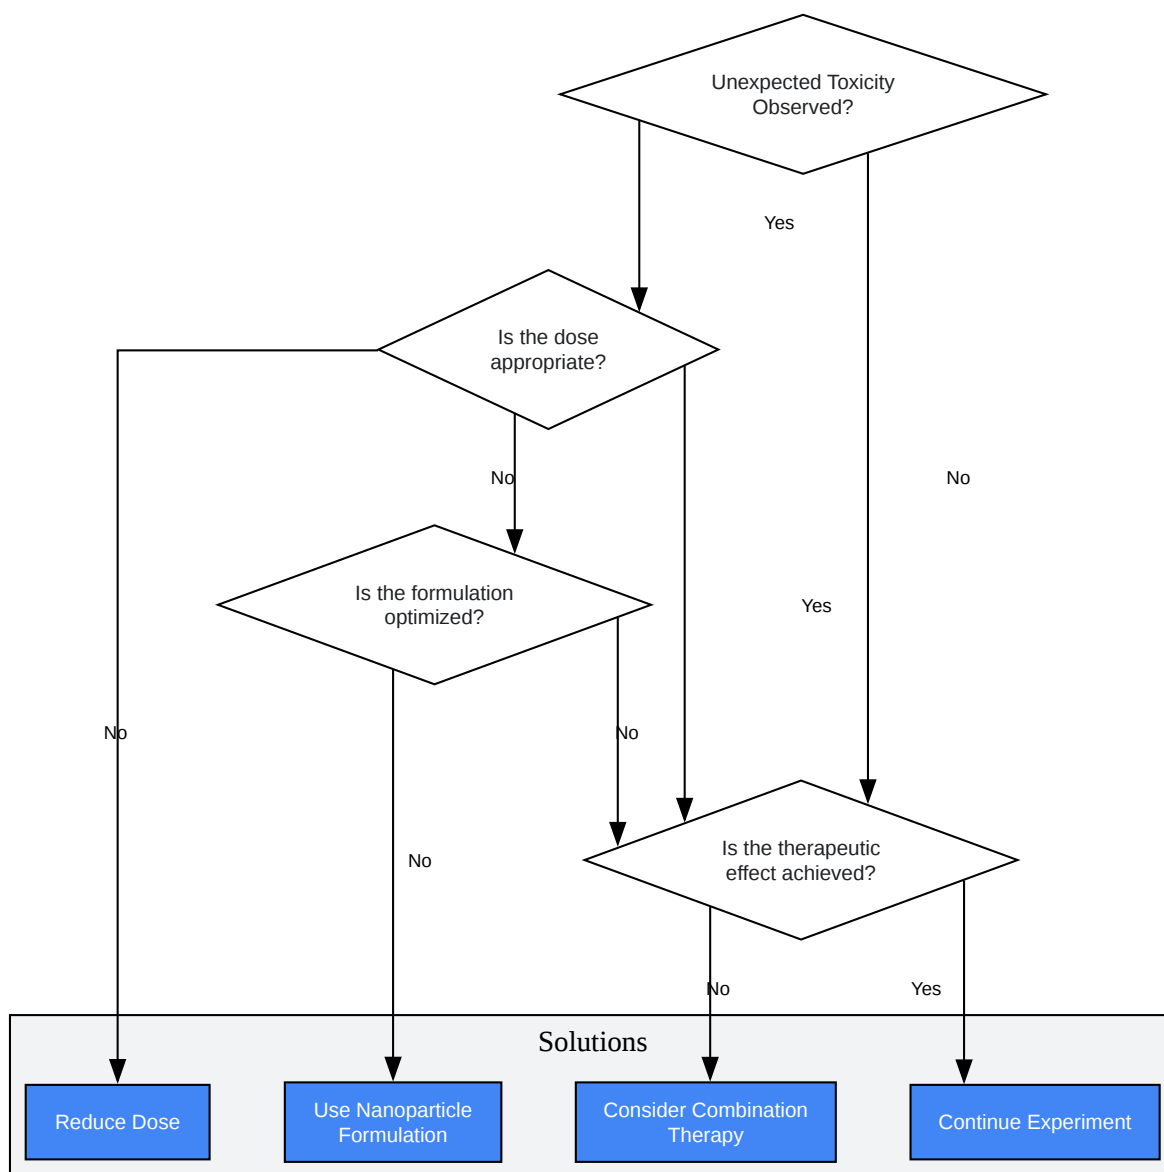 Unexpected Toxicity
Observed?
Yes
Is the dose
appropriate?
No
No
Is the formulation
optimized?
Yes
No
No
Is the therapeutic
effect achieved?
No
No
Yes
Solutions
Reduce Dose
Use Nanoparticle
Formulation
Consider Combination
Therapy
Continue Experiment